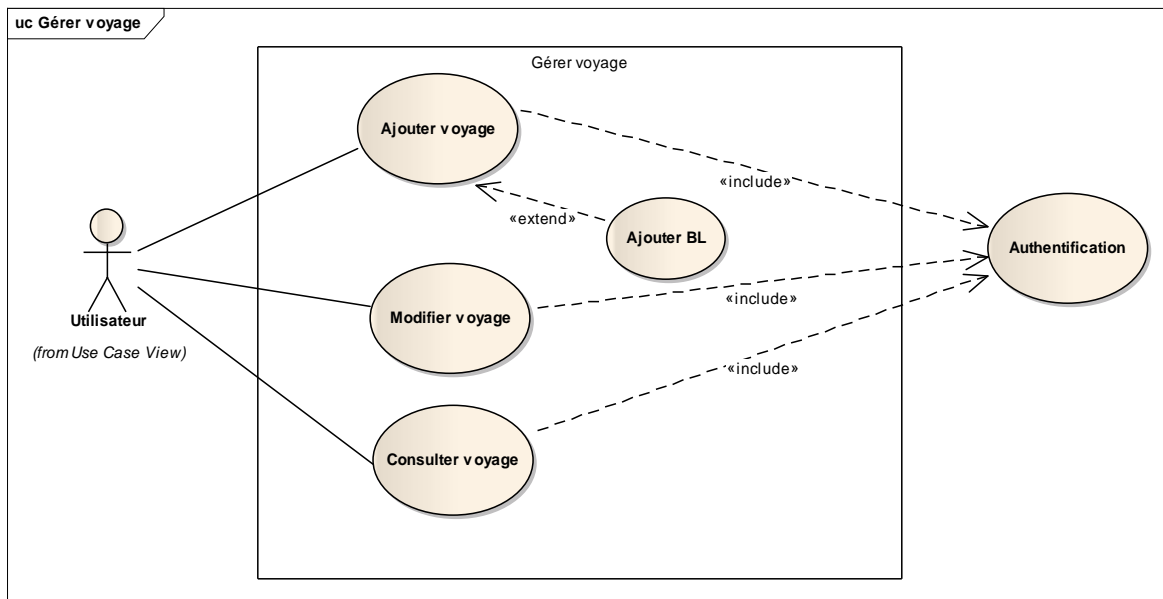 uc Gérer voyage
Gérer voyage
Ajouter voyage
«include»
«extend»
Ajouter BL
Authentification
Utilisateur
(from Use Case View)
Modifier voyage
«include»
«include»
Consulter voyage